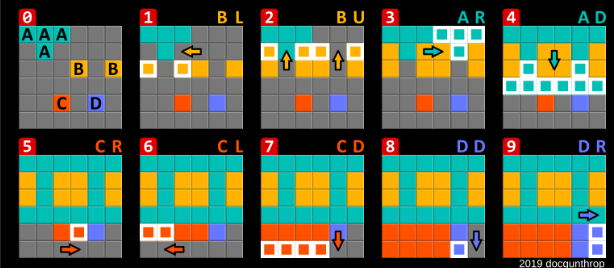 0
1 B L
2 B U
3 A R
4 A D
A A A
A
B B
C D
5 C R
6 C L
7 C D
8 D D
9 D R
2019 docgunthrop